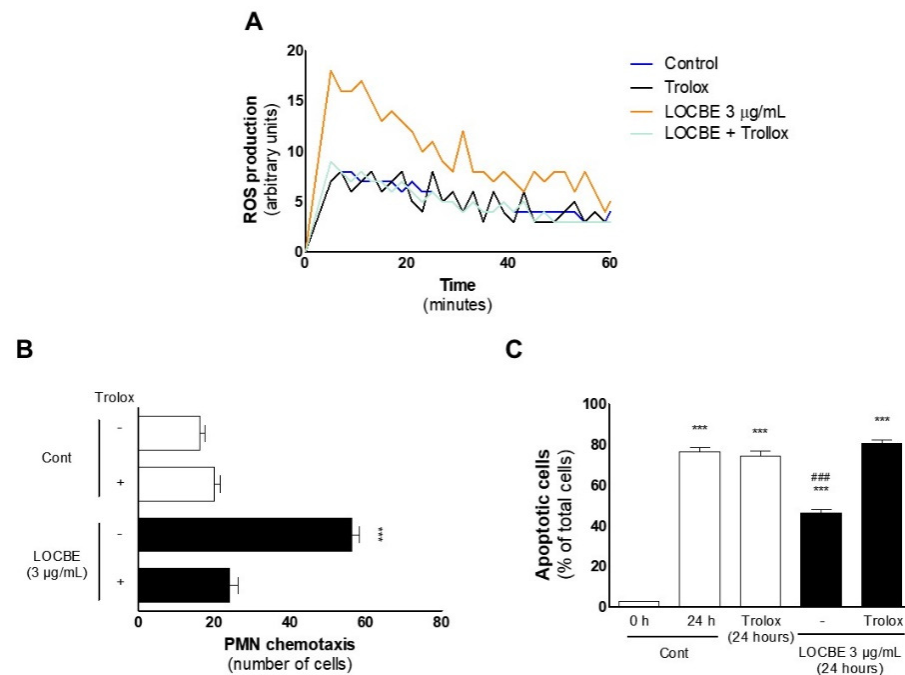 A
20
15
10
5
0
ROS production
(arbitrary units)
0 20 40 60
Time
(minutes)
Control
Trolox
LOCBE 3 µg/mL
LOCBE + Trollox
B
Trolox
Cont
-
+
LOCBE
(3 µg/mL)
-
+
***
0 20 40 60 80
PMN chemotaxis
(number of cells)
C
100
80
60
40
20
0
Apoptotic cells
(% of total cells)
***
***
###
***
***
0 h 24 h Trolox - Trolox
(24 hours)
Cont LOCBE 3 µg/mL
(24 hours)